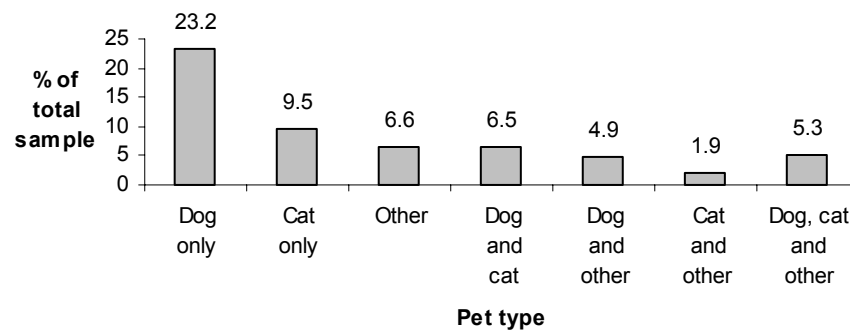 % of
total
sample
25
20
15
10
5
0
23.2
9.5
6.6
6.5
4.9
1.9
5.3
Dog
only
Cat
only
Other
Dog
and
cat
Dog
and
other
Cat
and
other
Dog, cat
and
other
Pet type